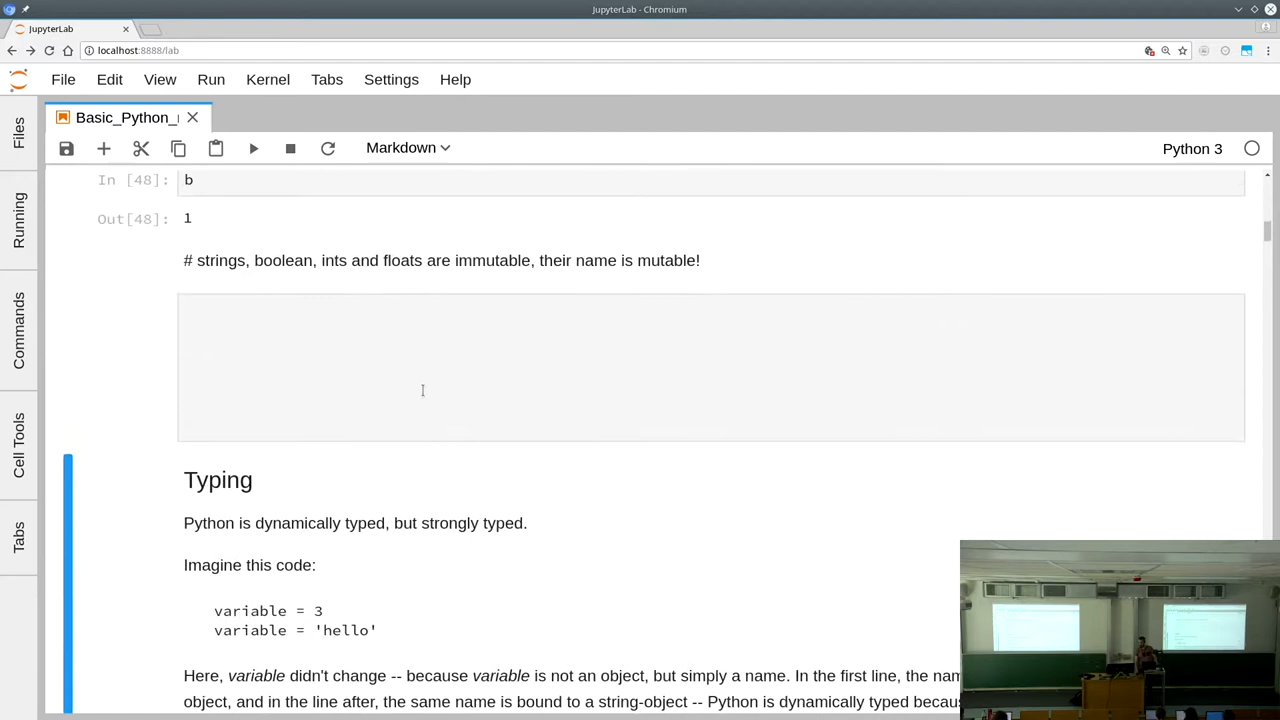 JupyterLab - Chromium
JupyterLab
localhost:8888/lab
File Edit View Run Kernel Tabs Settings Help
Files
Running
Commands
Cell Tools
Tabs
Basic_Python_
Markdown
Python 3
In [48]: b
Out[48]: 1
# strings, boolean, ints and floats are immutable, their name is mutable!
Typing
Python is dynamically typed, but strongly typed.
Imagine this code:
variable = 3
variable = 'hello'
Here, variable didn't change -- because variable is not an object, but simply a name. In the first line, the nam
object, and in the line after, the same name is bound to a string-object -- Python is dynamically typed becaus